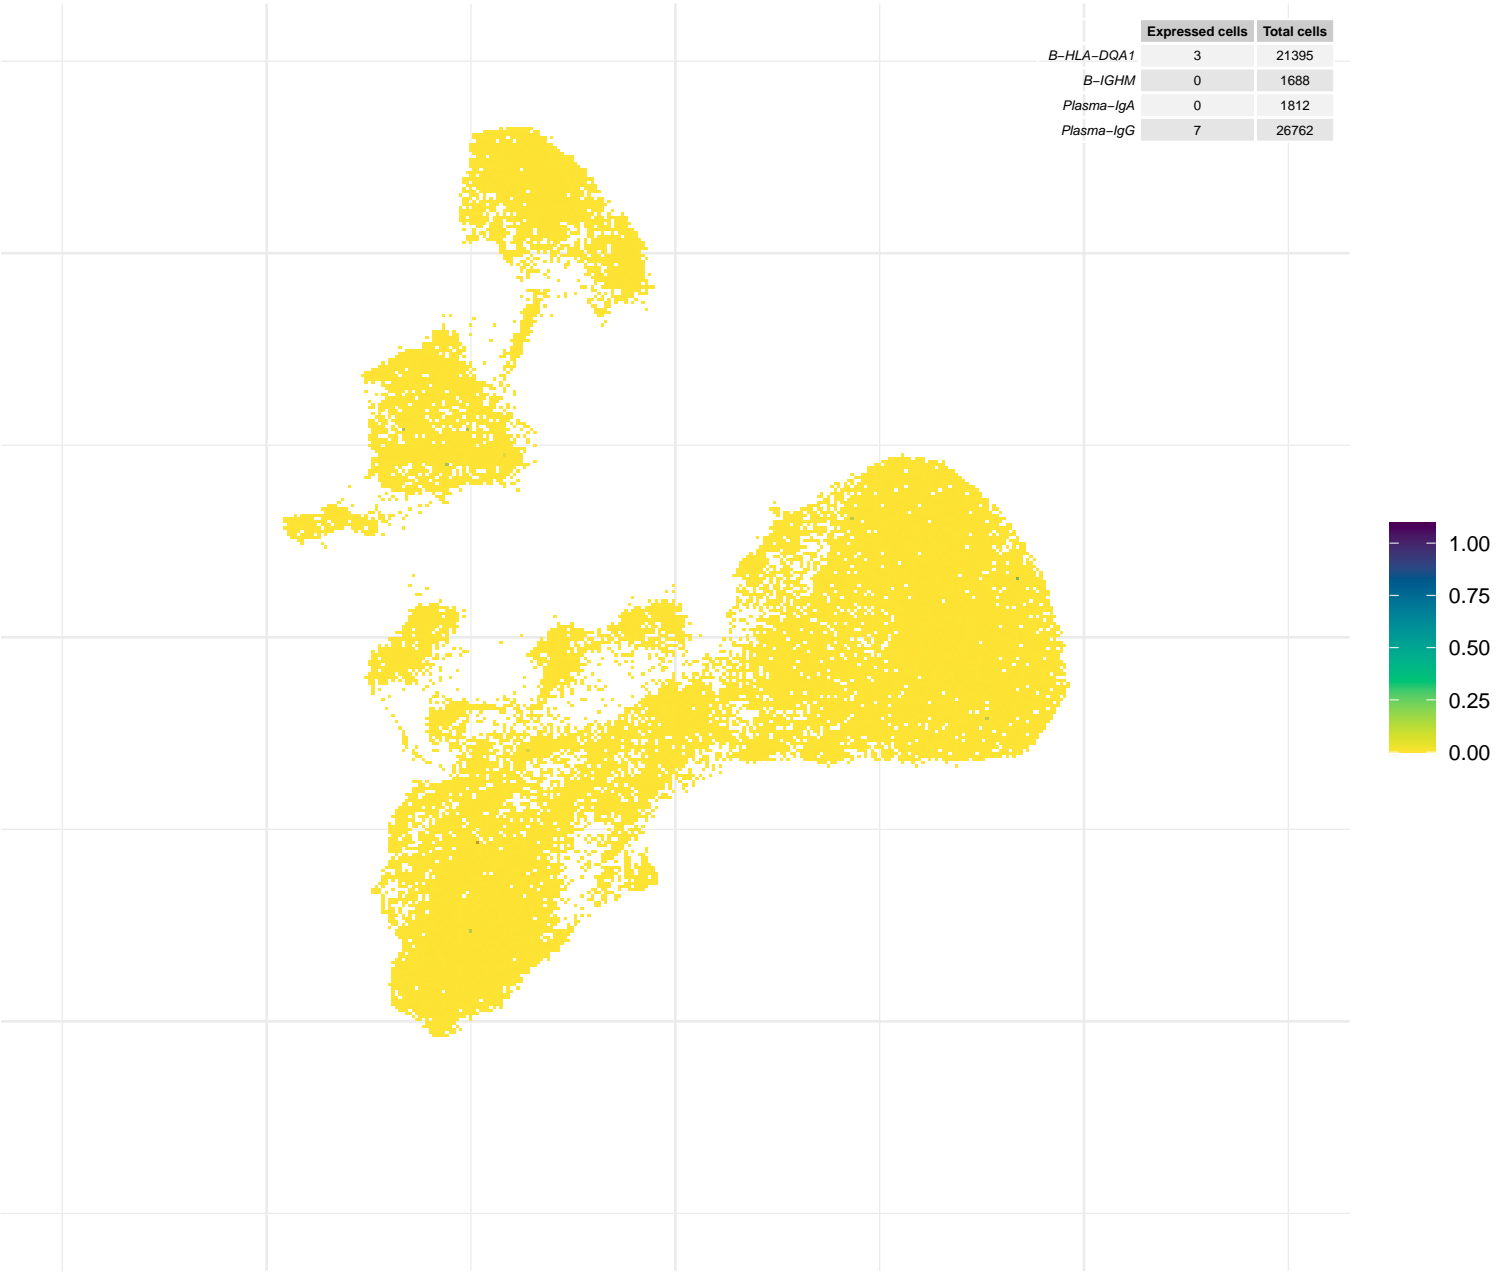 Expressed cells Total cells
B−HLA−DQA1 3 21395
B−IGHM 0 1688
Plasma−IgA 0 1812
Plasma−IgG 7 26762
1.00
0.75
0.50
0.25
0.00